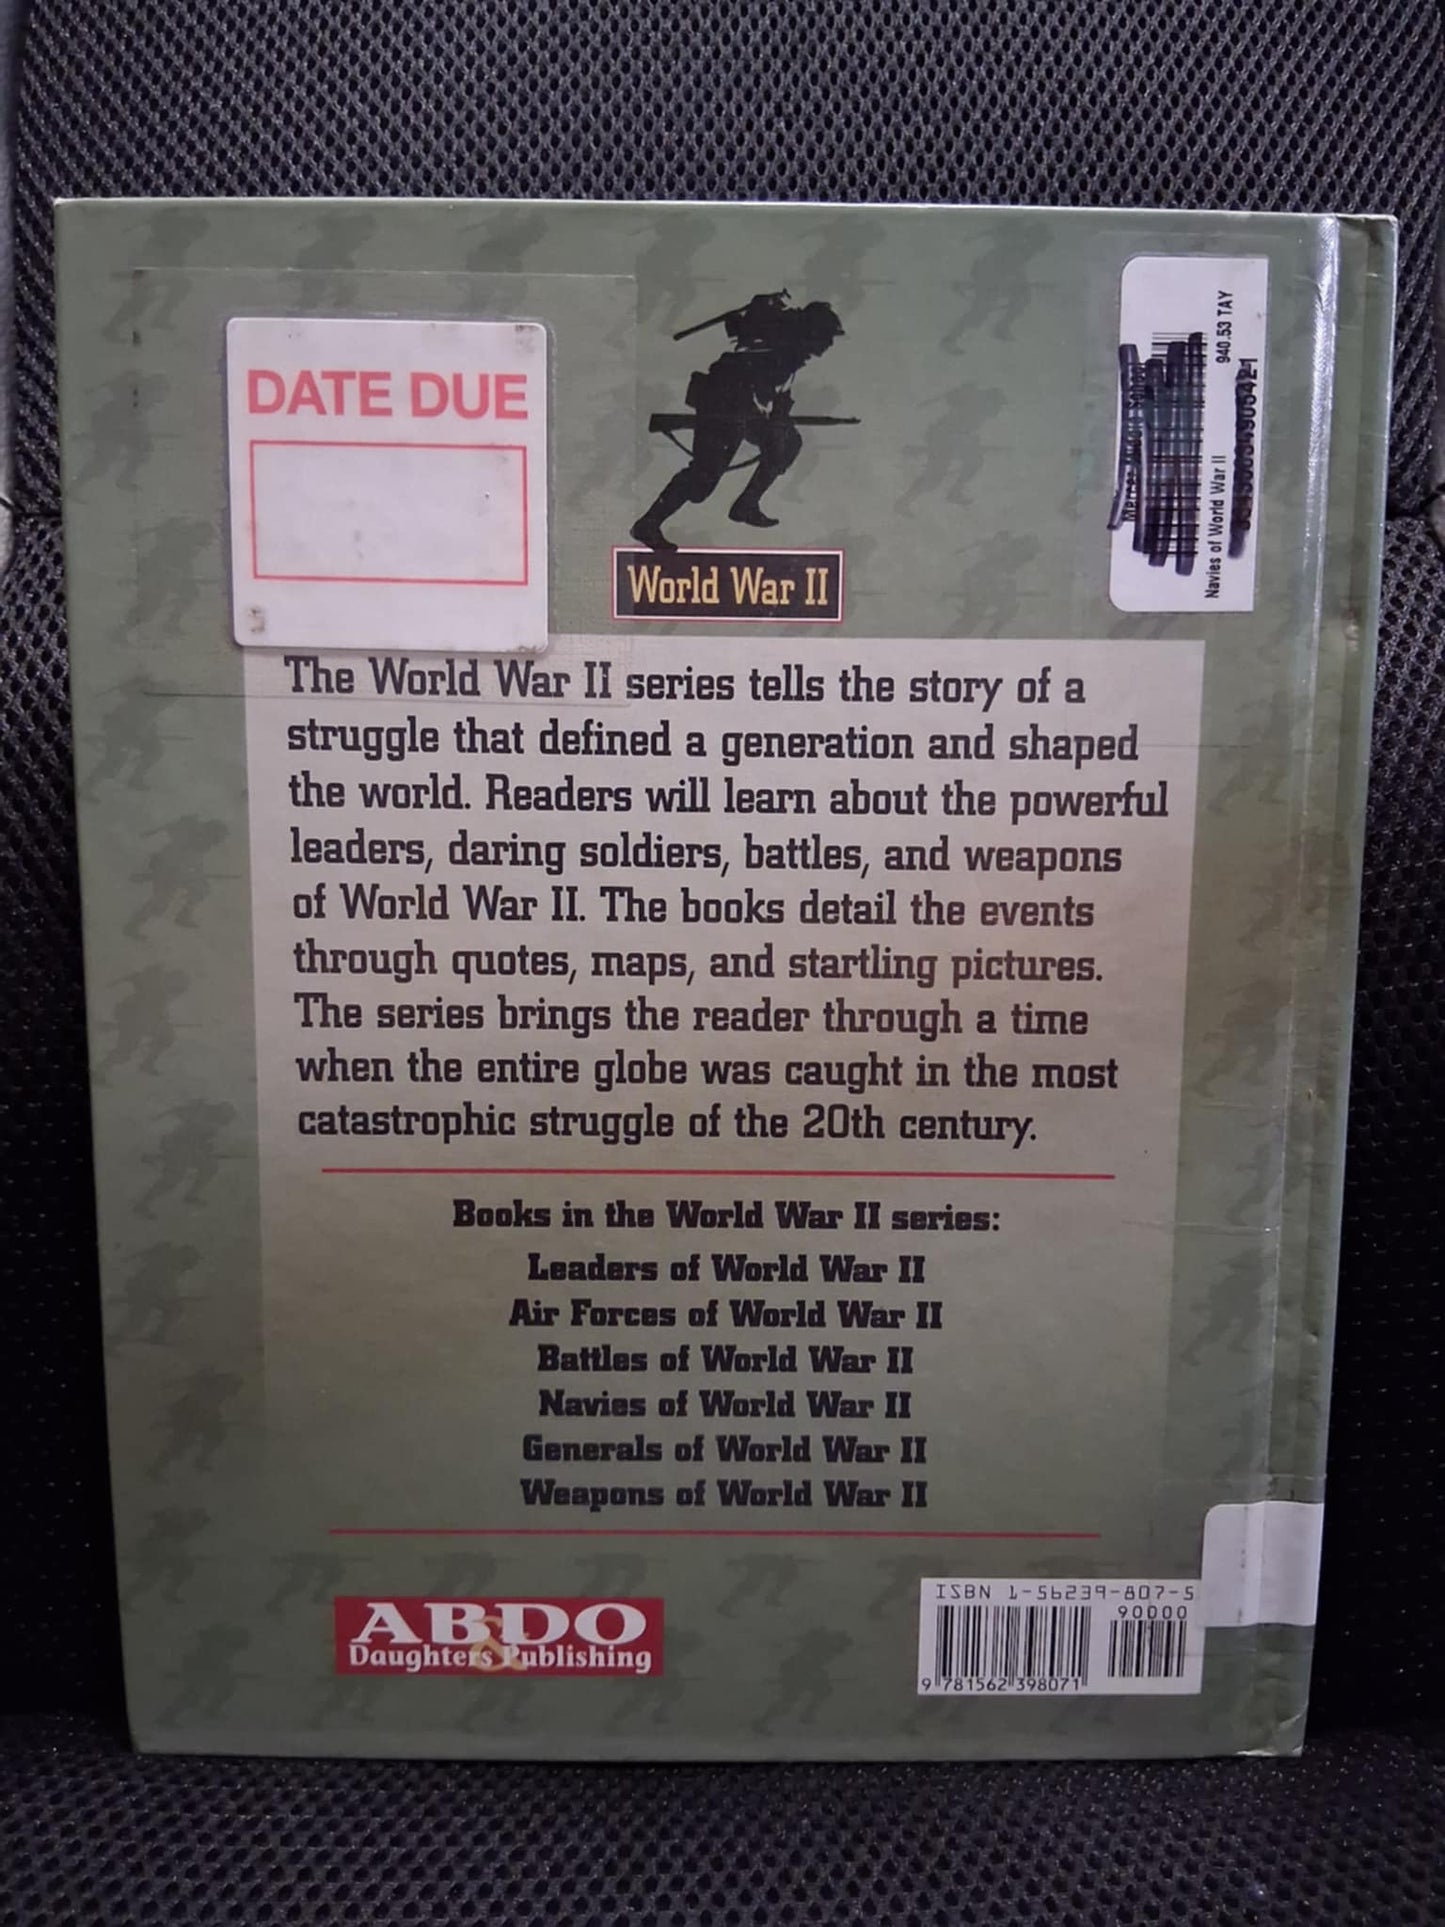 DATE DUE
940.53 TAY
Navies of World War II
World War II
The World War II series tells the story of a
struggle that defined a generation and shaped
the world. Readers will learn about the powerful
leaders, daring soldiers, battles, and weapons
of World War II. The books detail the events
through quotes, maps, and startling pictures.
The series brings the reader through a time
when the entire globe was caught in the most
catastrophic struggle of the 20th century.
Books in the World War II series:
Leaders of World War II
Air Forces of World War II
Battles of World War II
Navies of World War II
Generals of World War II
Weapons of World War II
ABDO
& Daughters Publishing
ISBN 1-56239-807-5
90000
9 781562 398071